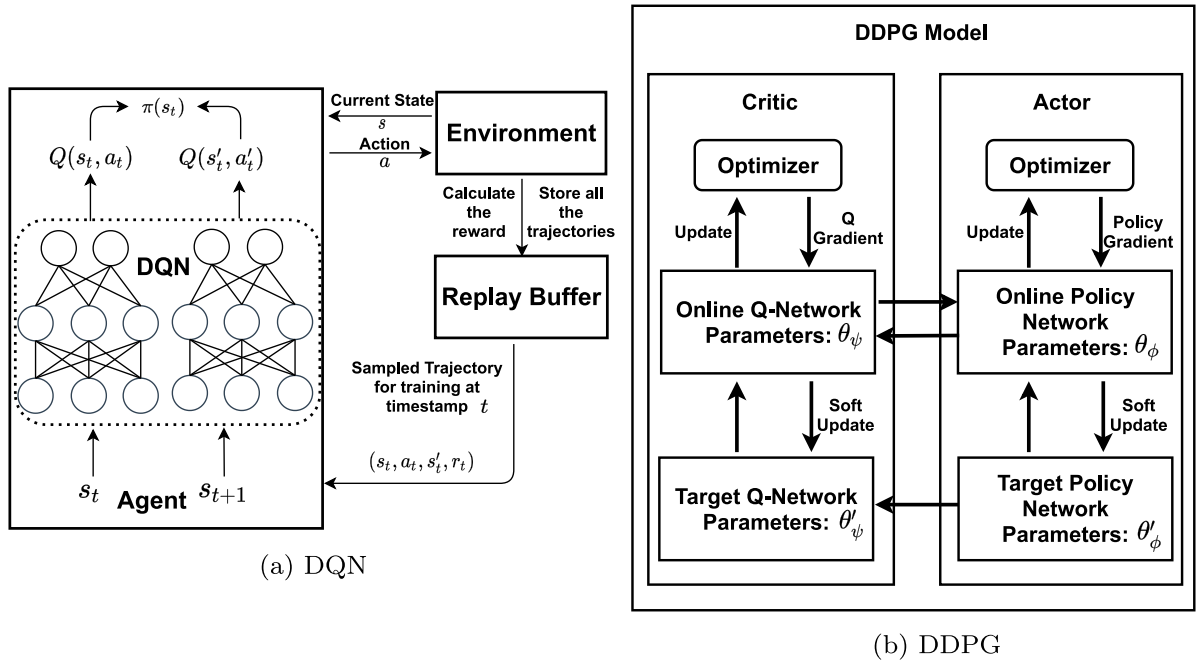 π(s_t)
Q(s_t, a_t)
Q(s'_t, a'_t)
DQN
s_t
s_{t+1}
Agent
Current State
s
Action
a
Environment
Calculate
the
reward
Store all
the
trajectories
Replay Buffer
Sampled Trajectory
for training at
timestamp t
(s_t, a_t, s'_t, r_t)
(a) DQN
DDPG Model
Critic
Optimizer
Update
Q
Gradient
Online Q-Network
Parameters: θ_ψ
Soft
Update
Target Q-Network
Parameters: θ'_ψ
Actor
Optimizer
Update
Policy
Gradient
Online Policy
Network
Parameters: θ_ϕ
Soft
Update
Target Policy
Network
Parameters: θ'_ϕ
(b) DDPG